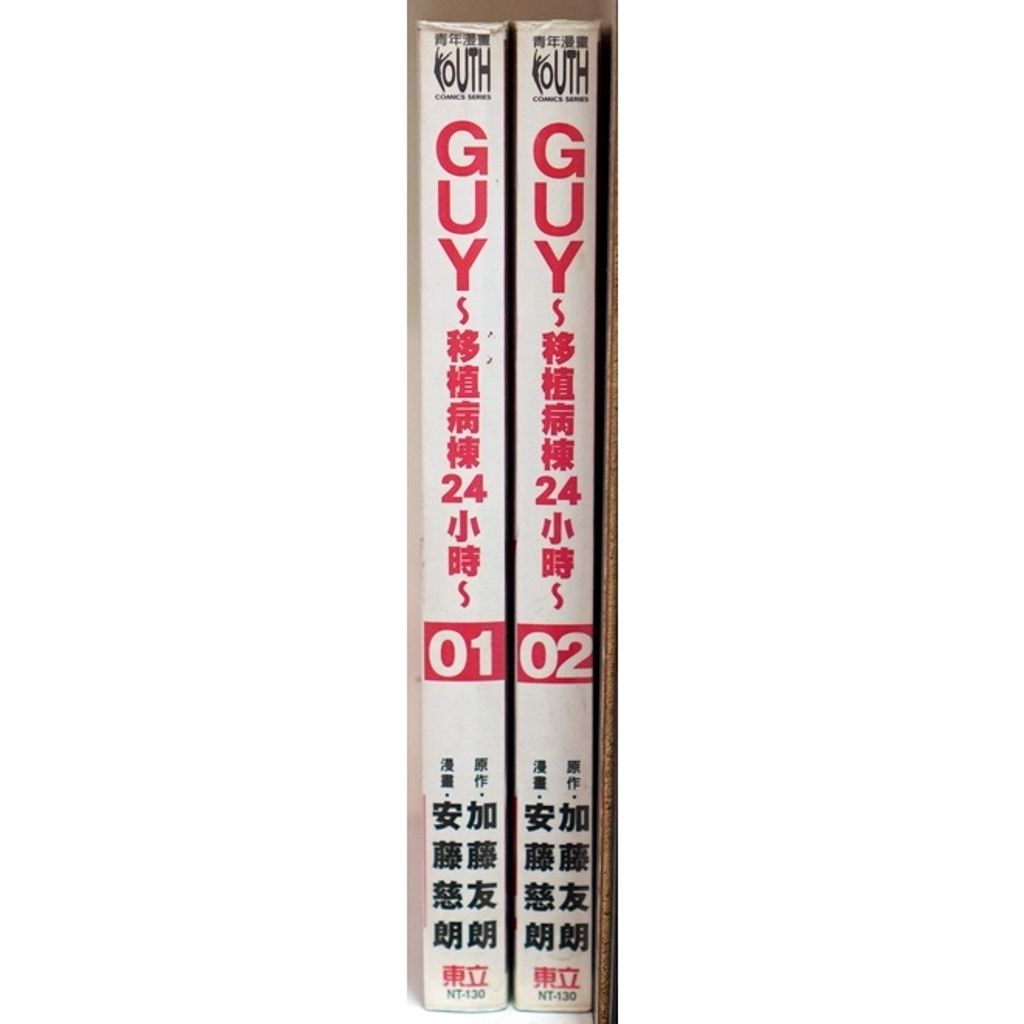 青年漫畫
YOUTH
COMICS SERIES
GUY
~移植病棟24小時~
01
原作・加藤友朗
漫畫・安藤慈朗
東立
NT-130
青年漫畫
YOUTH
COMICS SERIES
GUY
~移植病棟24小時~
02
原作・加藤友朗
漫畫・安藤慈朗
東立
NT-130